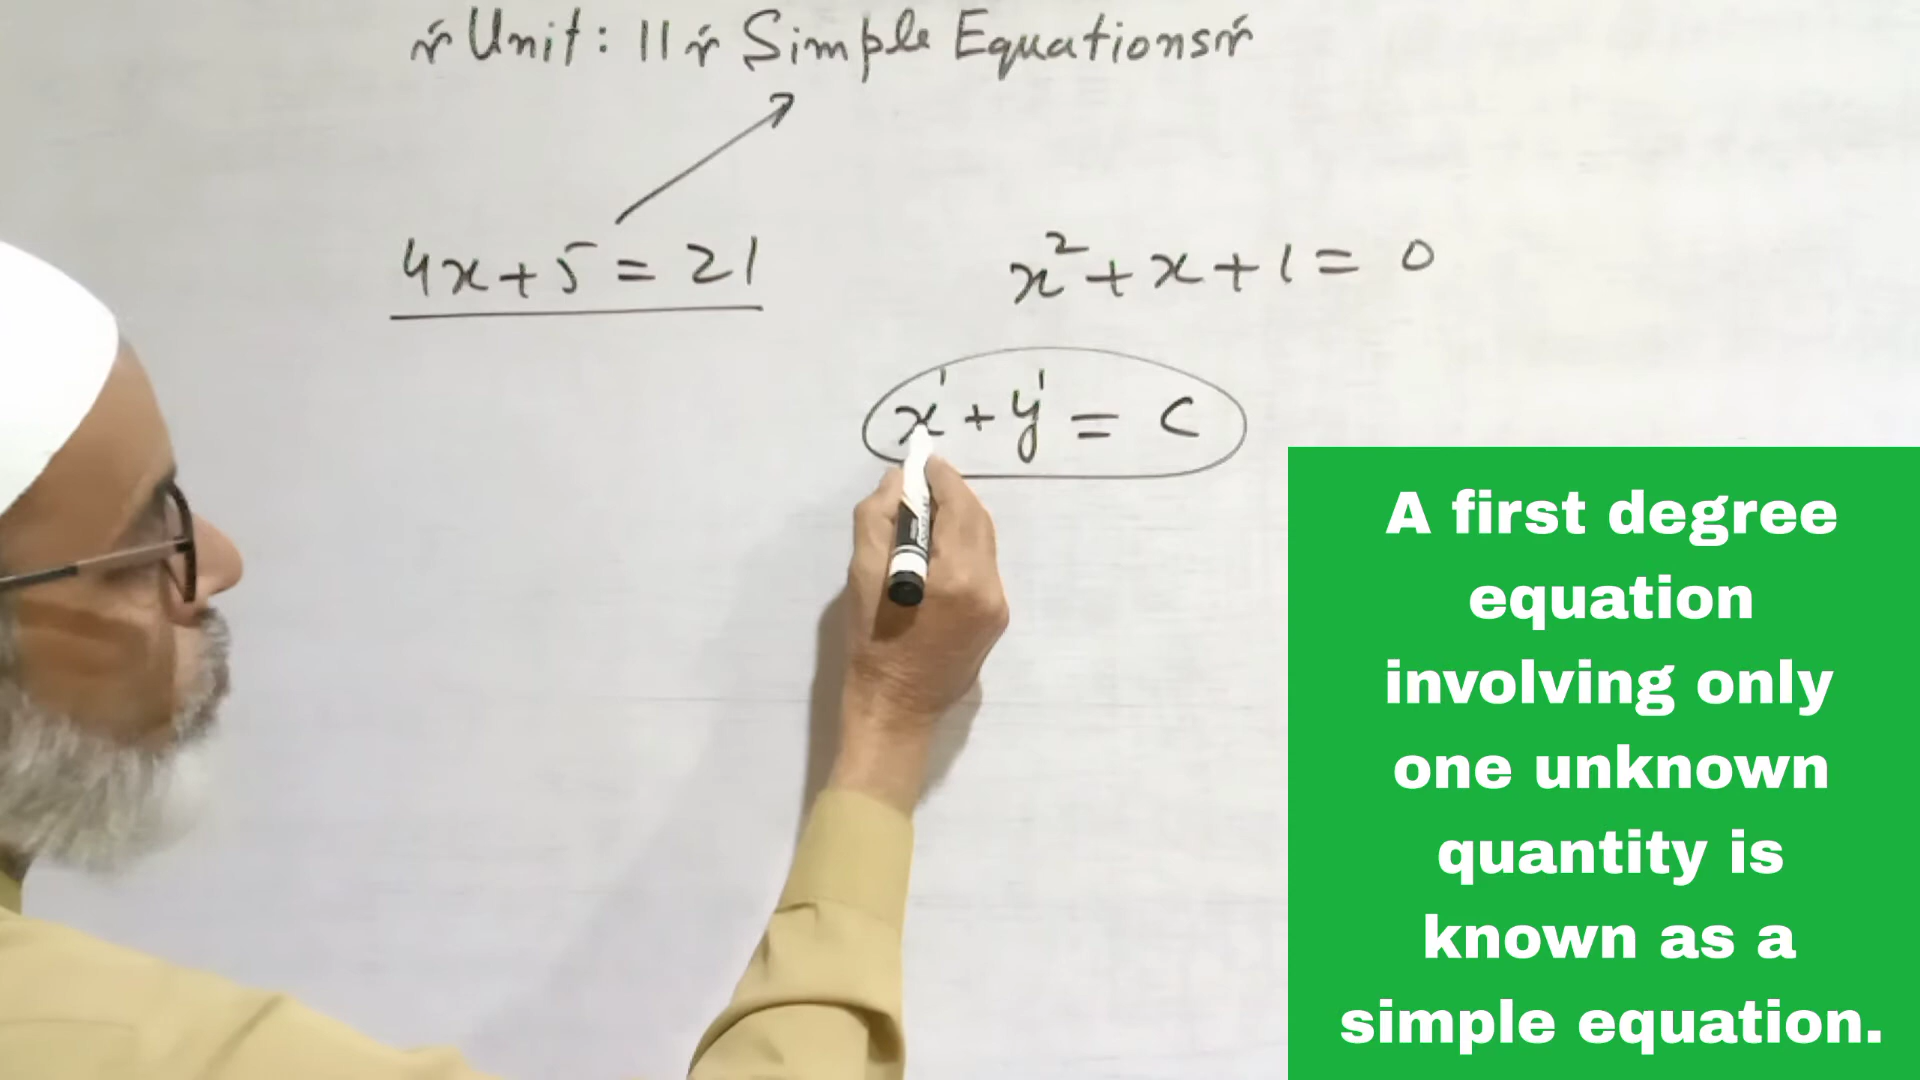 Unit: 11 Simple Equations
4x+5=21
x²+x+1=0
x¹+y¹=c
A first degree
equation
involving only
one unknown
quantity is
known as a
simple equation.